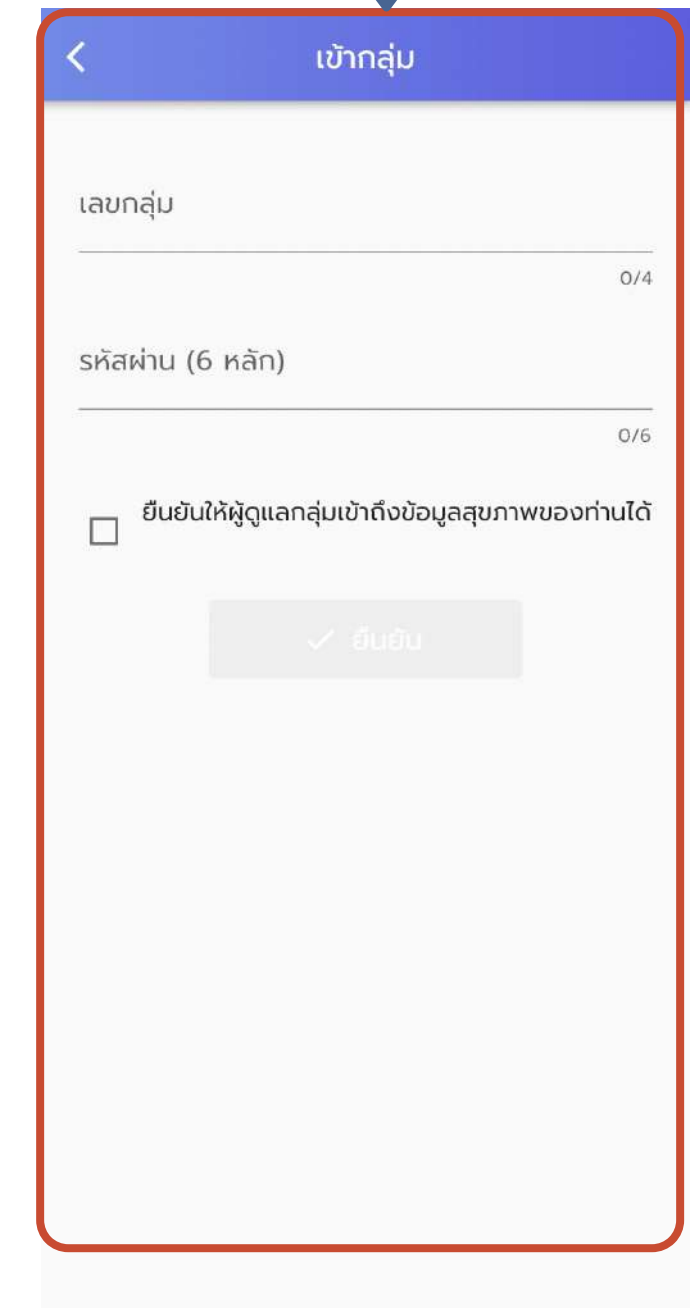 เข้ากลุ่ม
เลขกลุ่ม
0/4
รหัสผ่าน (6 หลัก)
0/6
ยืนยันให้ผู้ดูแลกลุ่มเข้าถึงข้อมูลสุขภาพของท่านได้
ยืนยัน